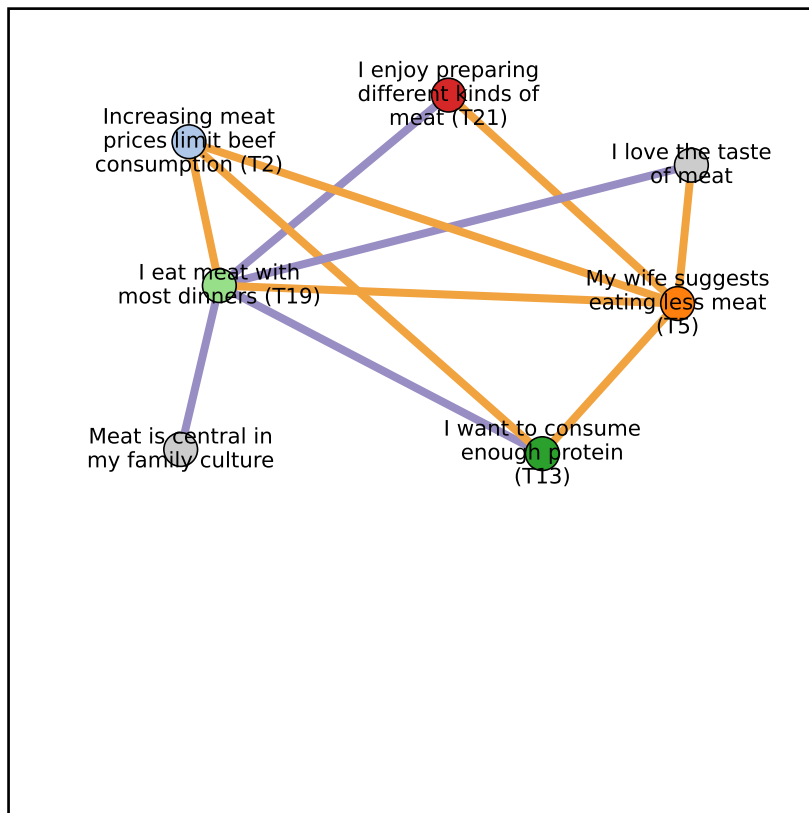 I enjoy preparing
different kinds of
meat (T21)
Increasing meat
prices limit beef
consumption (T2)
I love the taste
of meat
I eat meat with
most dinners (T19)
My wife suggests
eating less meat
(T5)
Meat is central in
my family culture
I want to consume
enough protein
(T13)